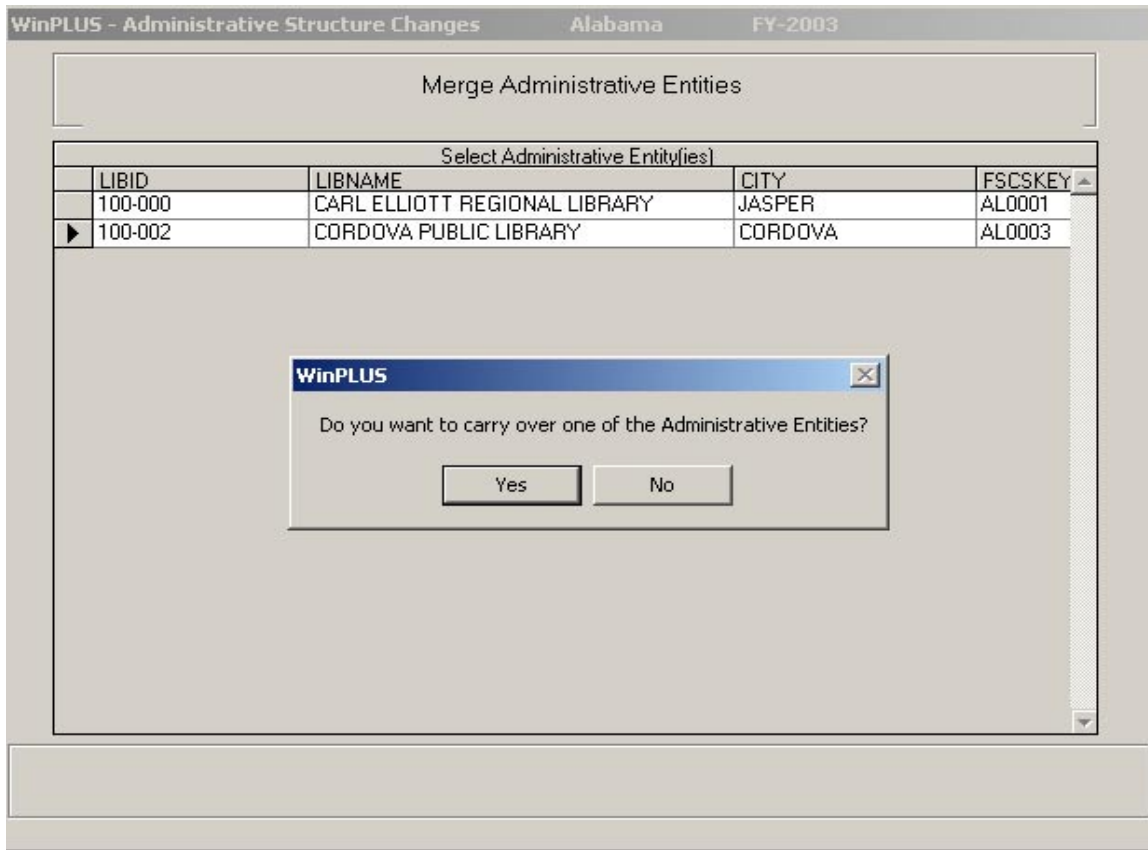 WinPLUS - Administrative Structure Changes Alabama FY-2003
Merge Administrative Entities
Select Administrative Entity(ies)
LIBID LIBNAME CITY FSCSKEY
100-000 CARL ELLIOTT REGIONAL LIBRARY JASPER AL0001
100-002 CORDOVA PUBLIC LIBRARY CORDOVA AL0003
WinPLUS
Do you want to carry over one of the Administrative Entities?
Yes No